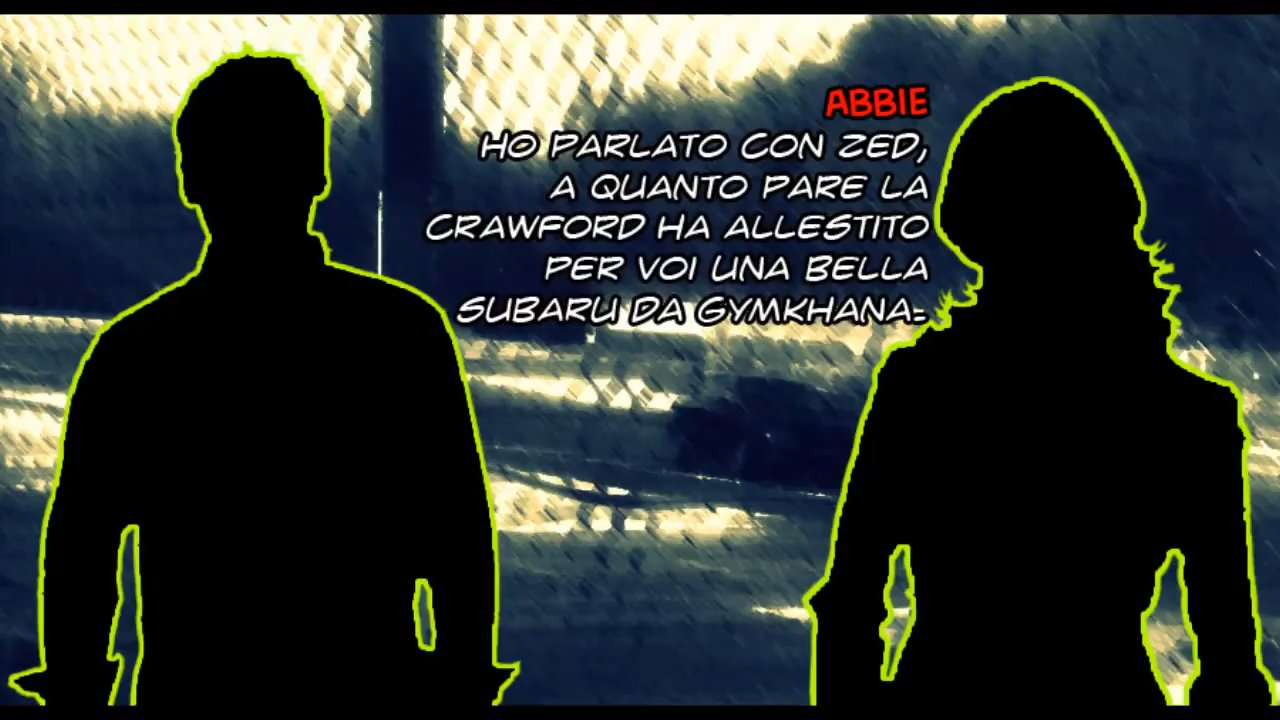 ABBIE
HO PARLATO CON ZED,
A QUANTO PARE LA
CRAWFORD HA ALLESTITO
PER VOI UNA BELLA
SUBARU DA GYMKHANA.